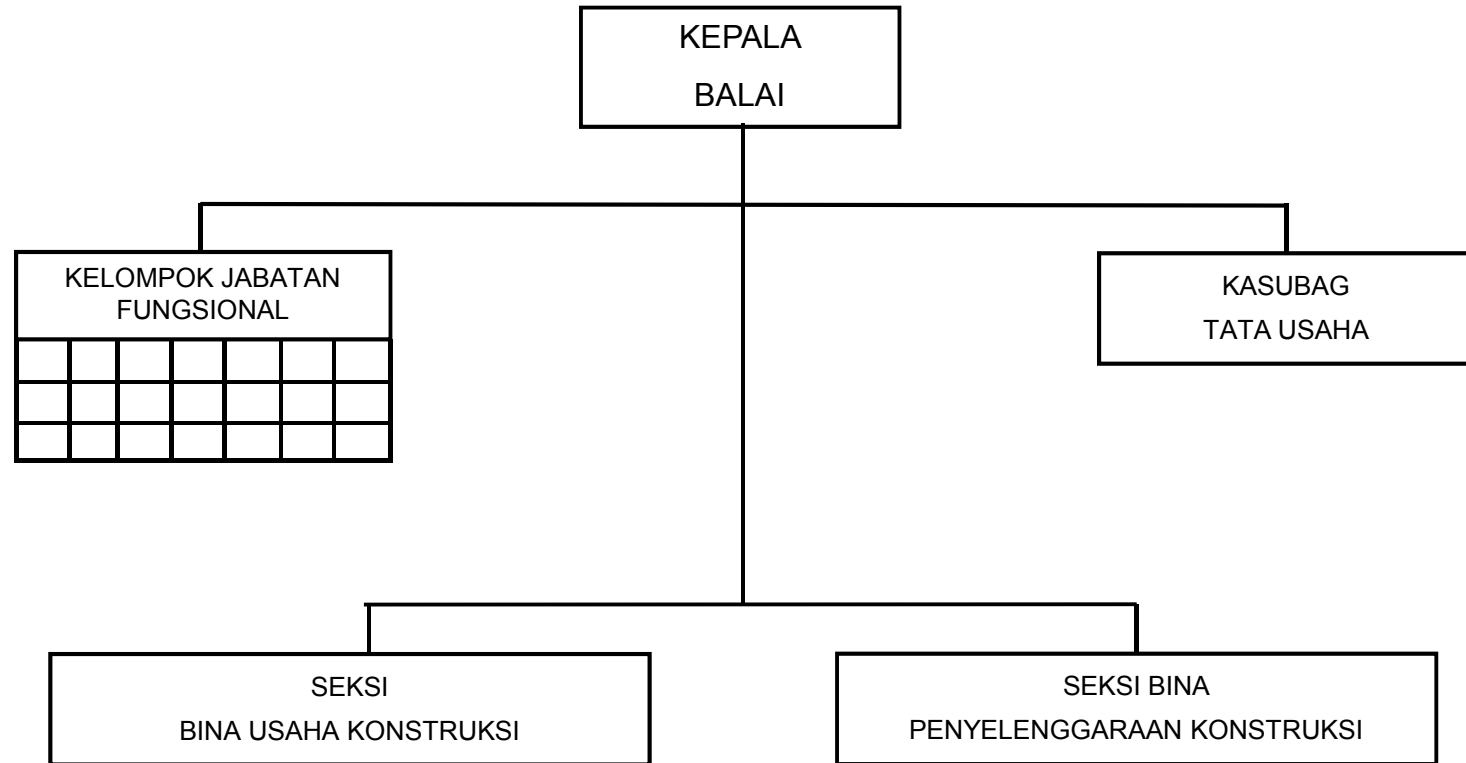 KEPALA
BALAI
KELOMPOK JABATAN
FUNGSIONAL
KASUBAG
TATA USAHA
SEKSI
BINA USAHA KONSTRUKSI
SEKSI BINA
PENYELENGGARAAN KONSTRUKSI